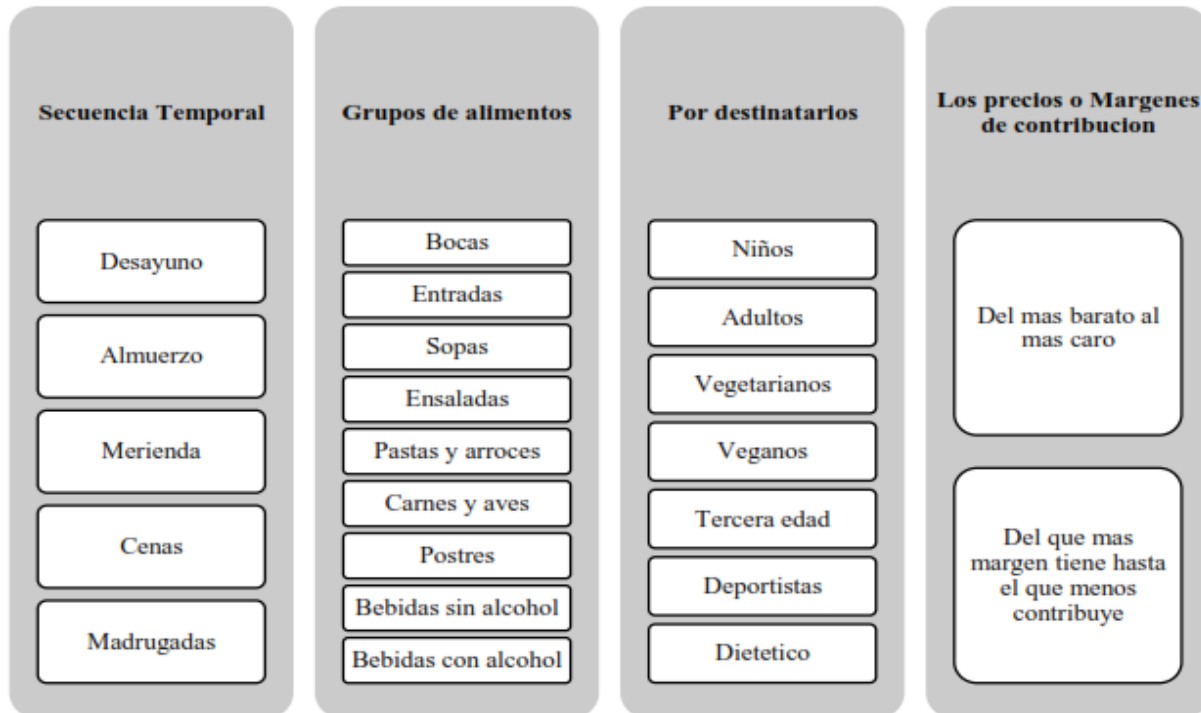 Secuencia Temporal
Desayuno
Almuerzo
Merienda
Cenas
Madrugadas
Grupos de alimentos
Bocas
Entradas
Sopas
Ensaladas
Pastas y arroces
Carnes y aves
Postres
Bebidas sin alcohol
Bebidas con alcohol
Por destinatarios
Niños
Adultos
Vegetarianos
Veganos
Tercera edad
Deportistas
Dietetico
Los precios o Margenes
de contribucion
Del mas barato al
mas caro
Del que mas
margen tiene hasta
el que menos
contribuye